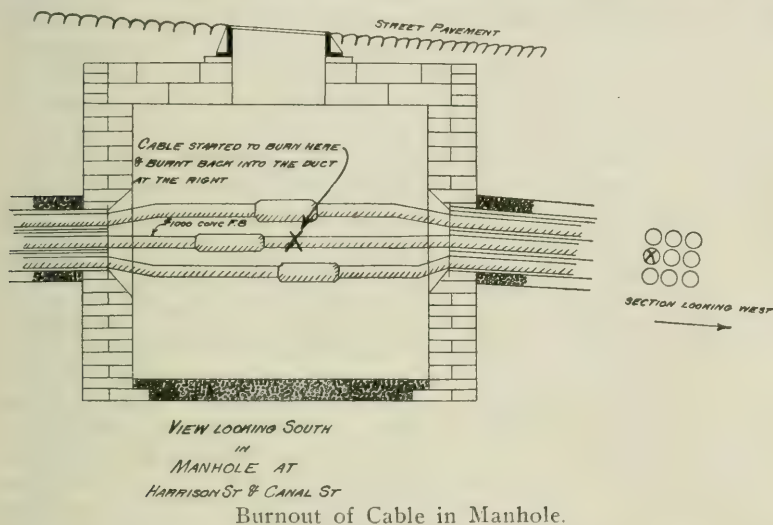 STREET PAVEMENT
CABLE STARTED TO BURN HERE
& BURNT BACK INTO THE DUCT
AT THE RIGHT
#1000 CONC F.B
SECTION LOOKING WEST
VIEW LOOKING SOUTH
IN
MANHOLE AT
HARRISON ST & CANAL ST
Burnout of Cable in Manhole.